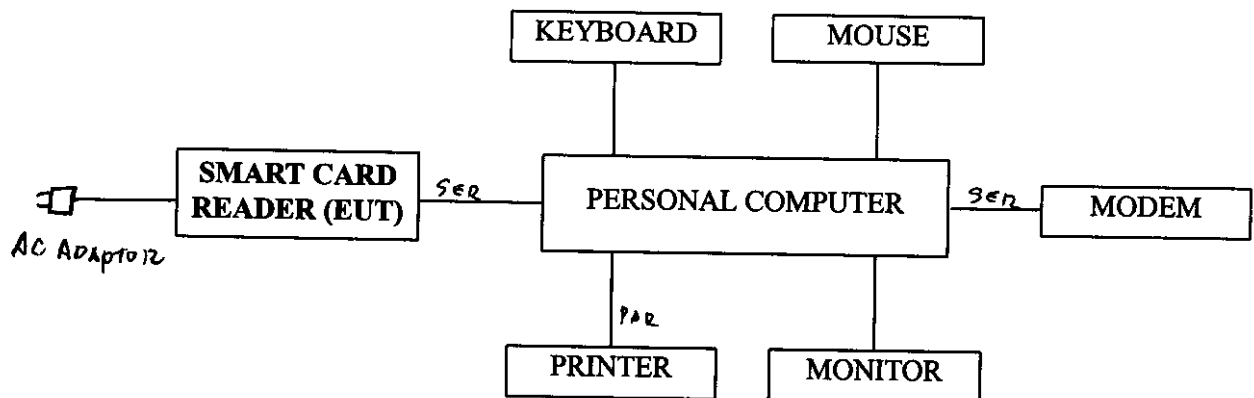 KEYBOARD
MOUSE
SMART CARD
READER (EUT)
SER
PERSONAL COMPUTER
SER
MODEM
AC ADAPTOR
PAR
PRINTER
MONITOR